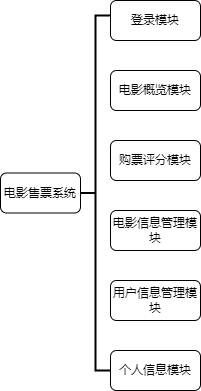 登录模块
电影概览模块
购票评分模块
电影售票系统
电影信息管理模
块
用户信息管理模
块
个人信息模块